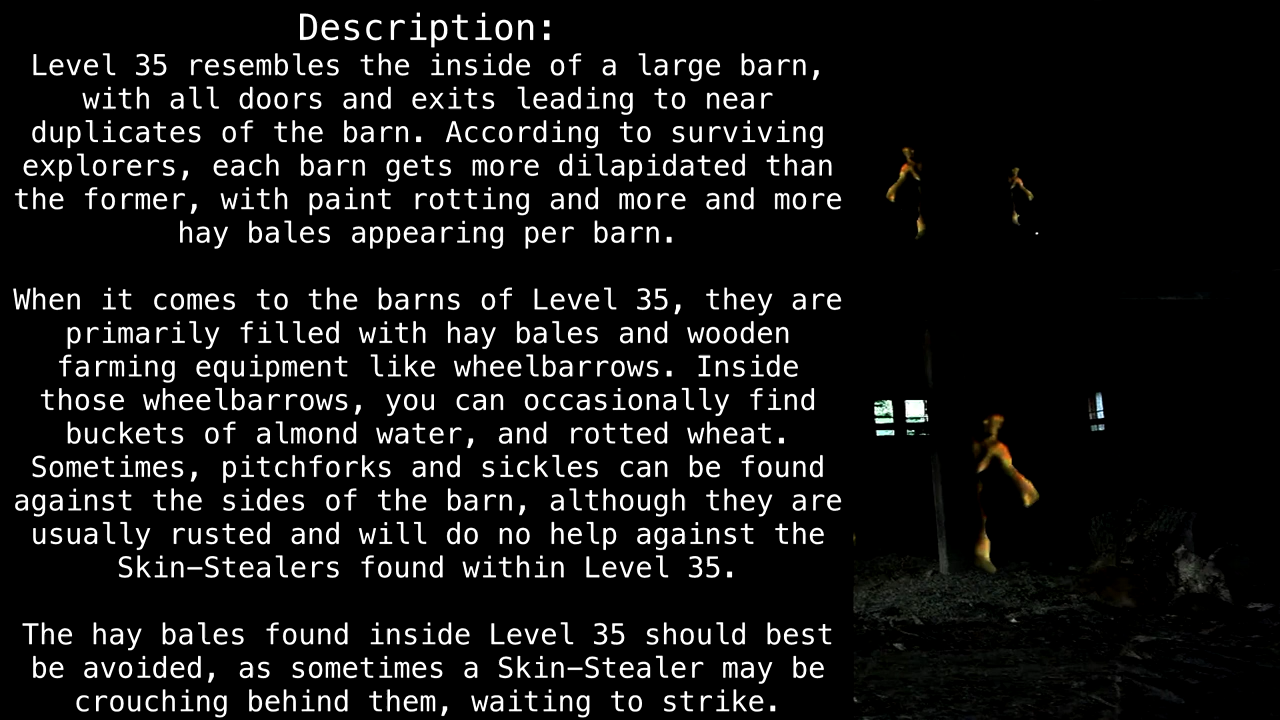 Description:
Level 35 resembles the inside of a large barn,
with all doors and exits leading to near
duplicates of the barn. According to surviving
explorers, each barn gets more dilapidated than
the former, with paint rotting and more and more
hay bales appearing per barn.
When it comes to the barns of Level 35, they are
primarily filled with hay bales and wooden
farming equipment like wheelbarrows. Inside
those wheelbarrows, you can occasionally find
buckets of almond water, and rotted wheat.
Sometimes, pitchforks and sickles can be found
against the sides of the barn, although they are
usually rusted and will do no help against the
Skin-Stealers found within Level 35.
The hay bales found inside Level 35 should best
be avoided, as sometimes a Skin-Stealer may be
crouching behind them, waiting to strike.